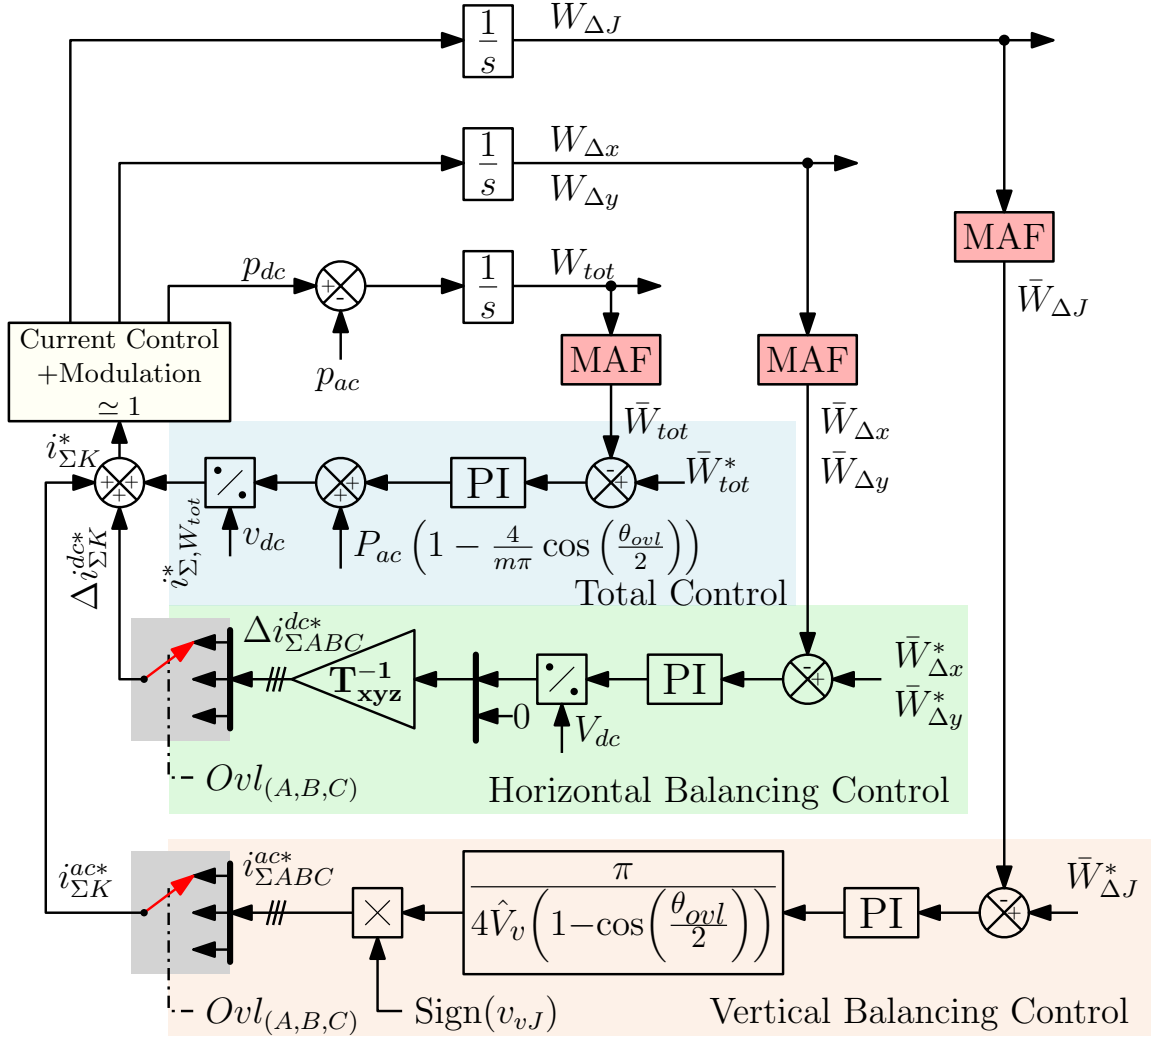 W_{ΔJ}
1/s
W_{Δx}
W_{Δy}
1/s
MAF
W̄_{ΔJ}
p_{dc}
+
-
1/s
W_{tot}
p_{ac}
Current Control
+Modulation
≃ 1
MAF
MAF
W̄_{tot}
W̄_{Δx}
W̄_{Δy}
i*_{ΣK}
+ + +
÷
+ +
PI
- +
W̄*_{tot}
v_{dc}
i*_{Σ,W_{tot}}
Δi^{dc*}_{ΣK}
P_{ac} (1 − 4/(mπ) cos (θ_{ovl}/2))
Total Control
Δi^{dc*}_{ΣABC}
T^{−1}_{xyz}
0
÷
V_{dc}
PI
- +
W̄*_{Δx}
W̄*_{Δy}
Ovl_{(A,B,C)}
Horizontal Balancing Control
i^{ac*}_{ΣK}
i^{ac*}_{ΣABC}
×
π/(4V̂_v(1−cos(θ_{ovl}/2)))
PI
- +
W̄*_{ΔJ}
Ovl_{(A,B,C)}
Sign(v_{vJ})
Vertical Balancing Control